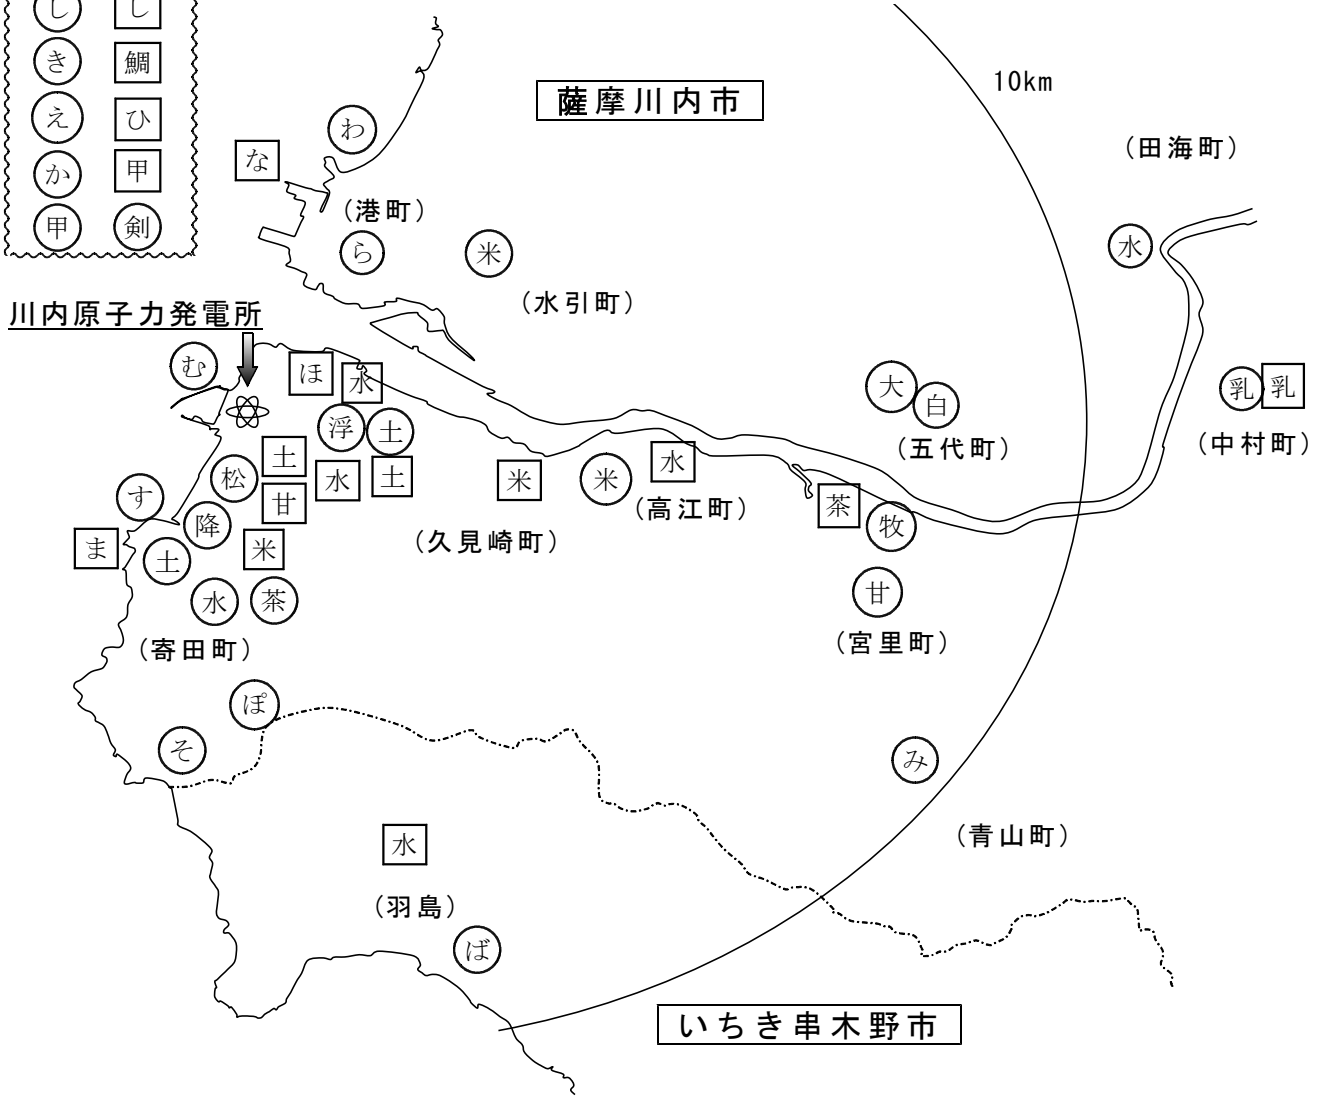 じ し
き 鯛
え ひ
か 甲
甲 剣
薩摩川内市
10km
(田海町)
わ
な
(港町)
ら
米
水
(水引町)
川内原子力発電所
む
ほ
水
大
白
乳
乳
浮
土
(五代町)
(中村町)
土
松
水
土
米
米
水
す
甘
茶
(高江町)
降
牧
ま
土
米
(久見崎町)
水
茶
甘
(寄田町)
(宮里町)
ぽ
そ
み
水
(青山町)
(羽島)
ば
いちき串木野市